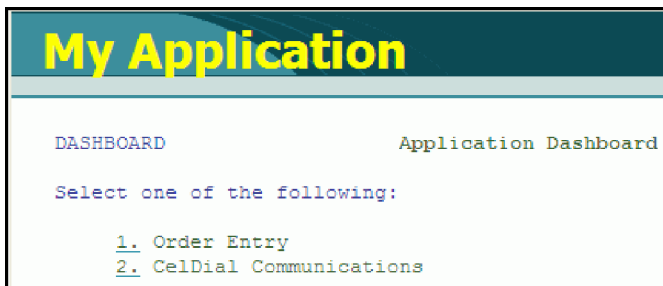 My Application
DASHBOARD Application Dashboard
Select one of the following:
1. Order Entry
2. CelDial Communications